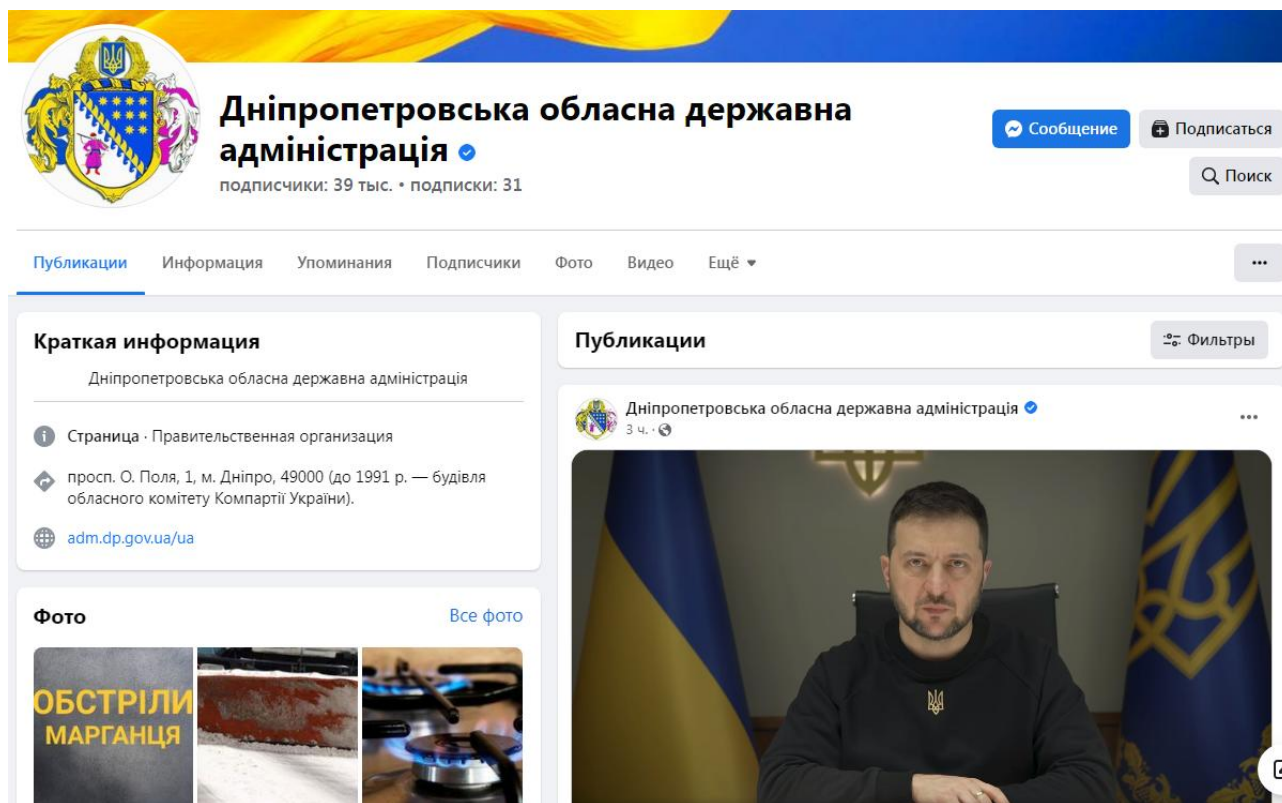 Дніпропетровська обласна державна
адміністрація
подписчики: 39 тыс. • подписки: 31
Сообщение
Подписаться
Поиск
Публикации
Информация
Упоминания
Подписчики
Фото
Видео
Ещё
Краткая информация
Дніпропетровська обласна державна адміністрація
Страница · Правительственная организация
просп. О. Поля, 1, м. Дніпро, 49000 (до 1991 р. — будівля
обласного комітету Компартії України).
adm.dp.gov.ua/ua
Фото
Все фото
ОБСТРІЛИ
МАРГАНЦЯ
Публикации
Фильтры
Дніпропетровська обласна державна адміністрація
3 ч. ·